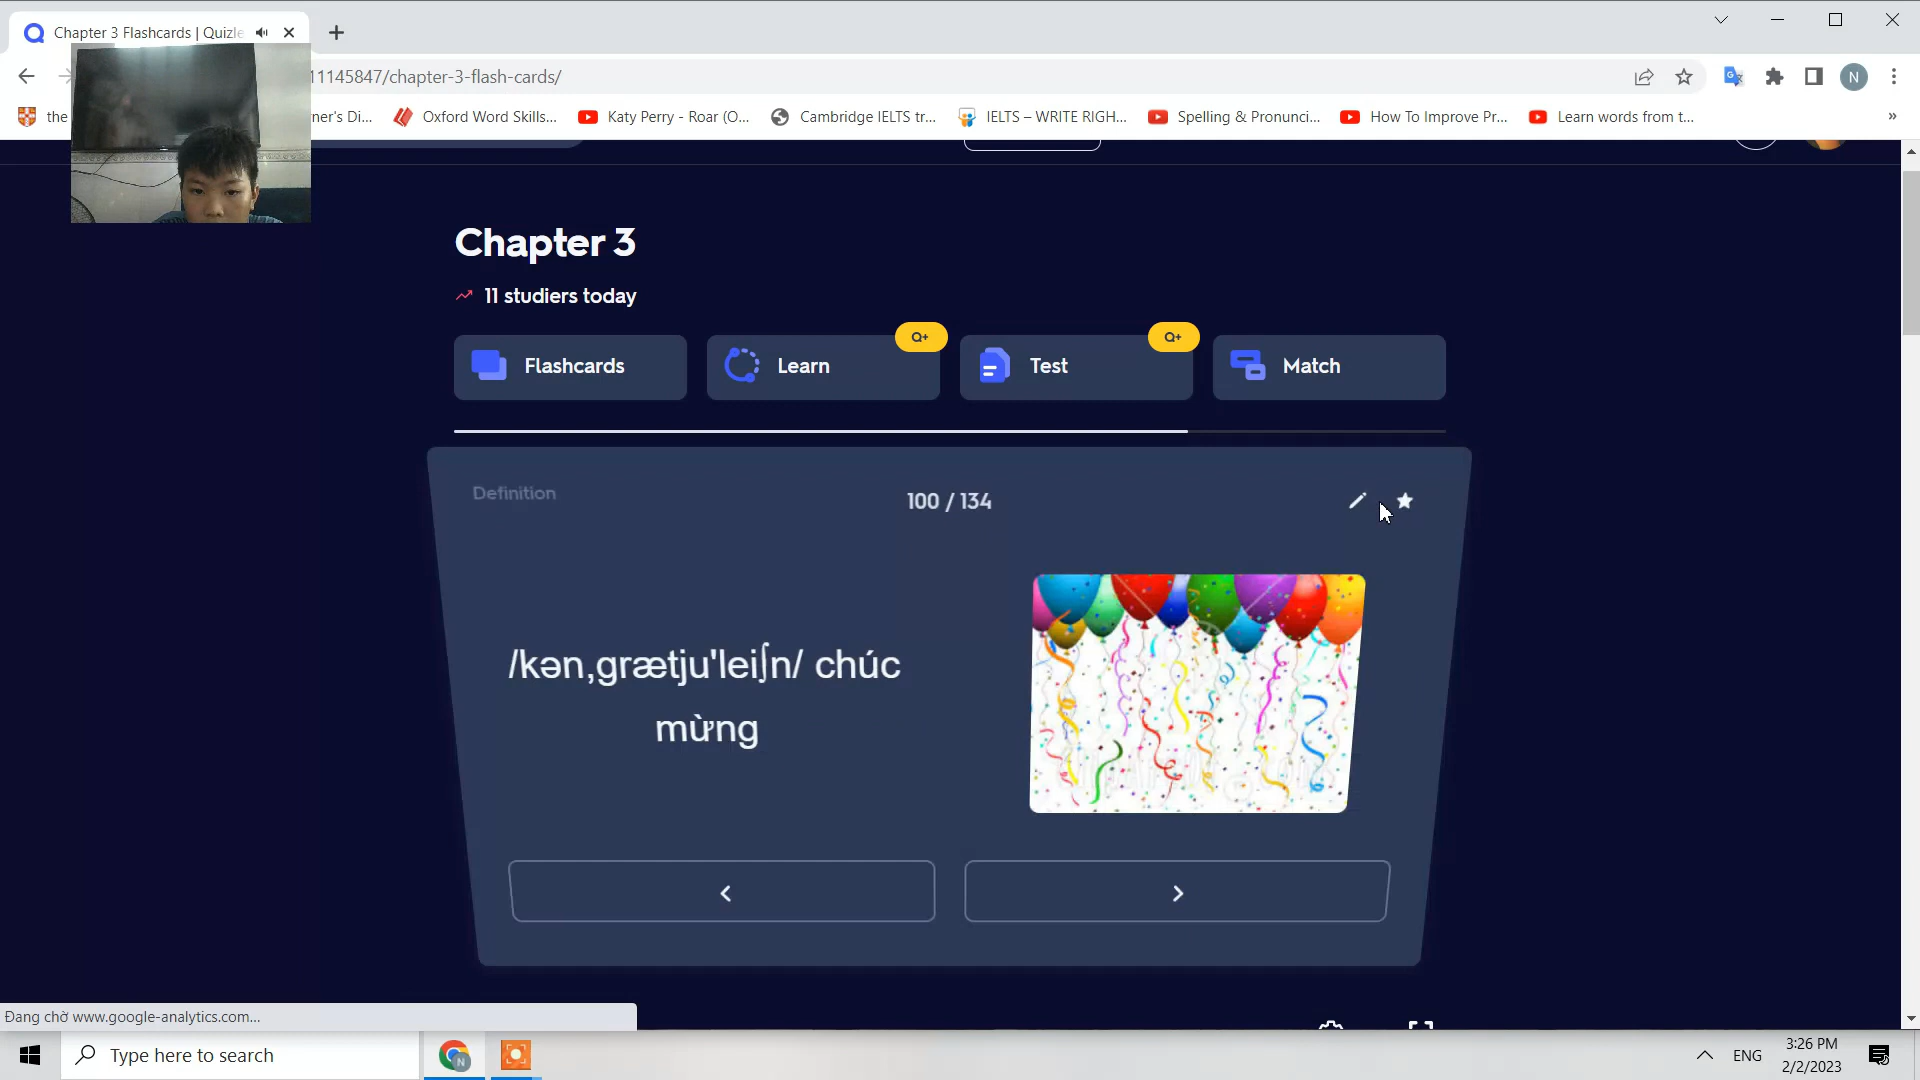 Chapter 3 Flashcards | Quizle
11145847/chapter-3-flash-cards/
the
ner's Di...
Oxford Word Skills...
Katy Perry - Roar (O...
Cambridge IELTS tr...
IELTS – WRITE RIGH...
Spelling & Pronunci...
How To Improve Pr...
Learn words from t...
»
N
Chapter 3
11 studiers today
Flashcards
Learn
Q+
Test
Q+
Match
Definition
100 / 134
/kən,grætju'lei∫n/ chúc
mừng
Đang chờ www.google-analytics.com...
Type here to search
N
ENG
3:26 PM
2/2/2023